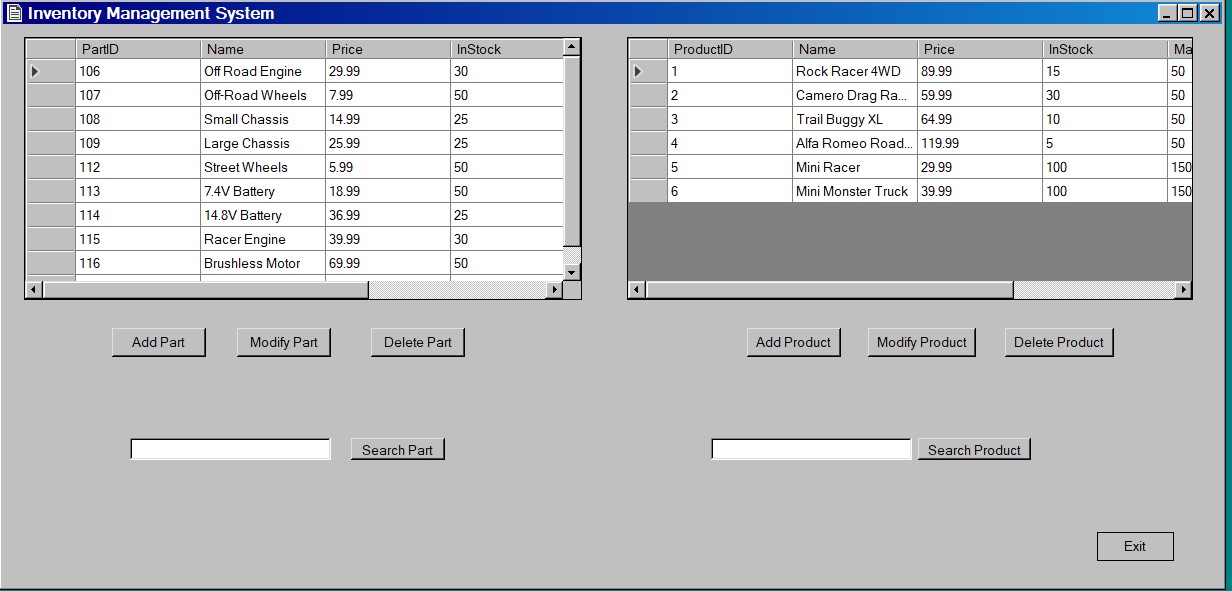 Inventory Management System
PartID Name Price InStock
106 Off Road Engine 29.99 30
107 Off-Road Wheels 7.99 50
108 Small Chassis 14.99 25
109 Large Chassis 25.99 25
112 Street Wheels 5.99 50
113 7.4V Battery 18.99 50
114 14.8V Battery 36.99 25
115 Racer Engine 39.99 30
116 Brushless Motor 69.99 50
Add Part Modify Part Delete Part
Search Part
ProductID Name Price InStock Ma
1 Rock Racer 4WD 89.99 15 50
2 Camero Drag Ra... 59.99 30 50
3 Trail Buggy XL 64.99 10 50
4 Alfa Romeo Road... 119.99 5 50
5 Mini Racer 29.99 100 150
6 Mini Monster Truck 39.99 100 150
Add Product Modify Product Delete Product
Search Product
Exit